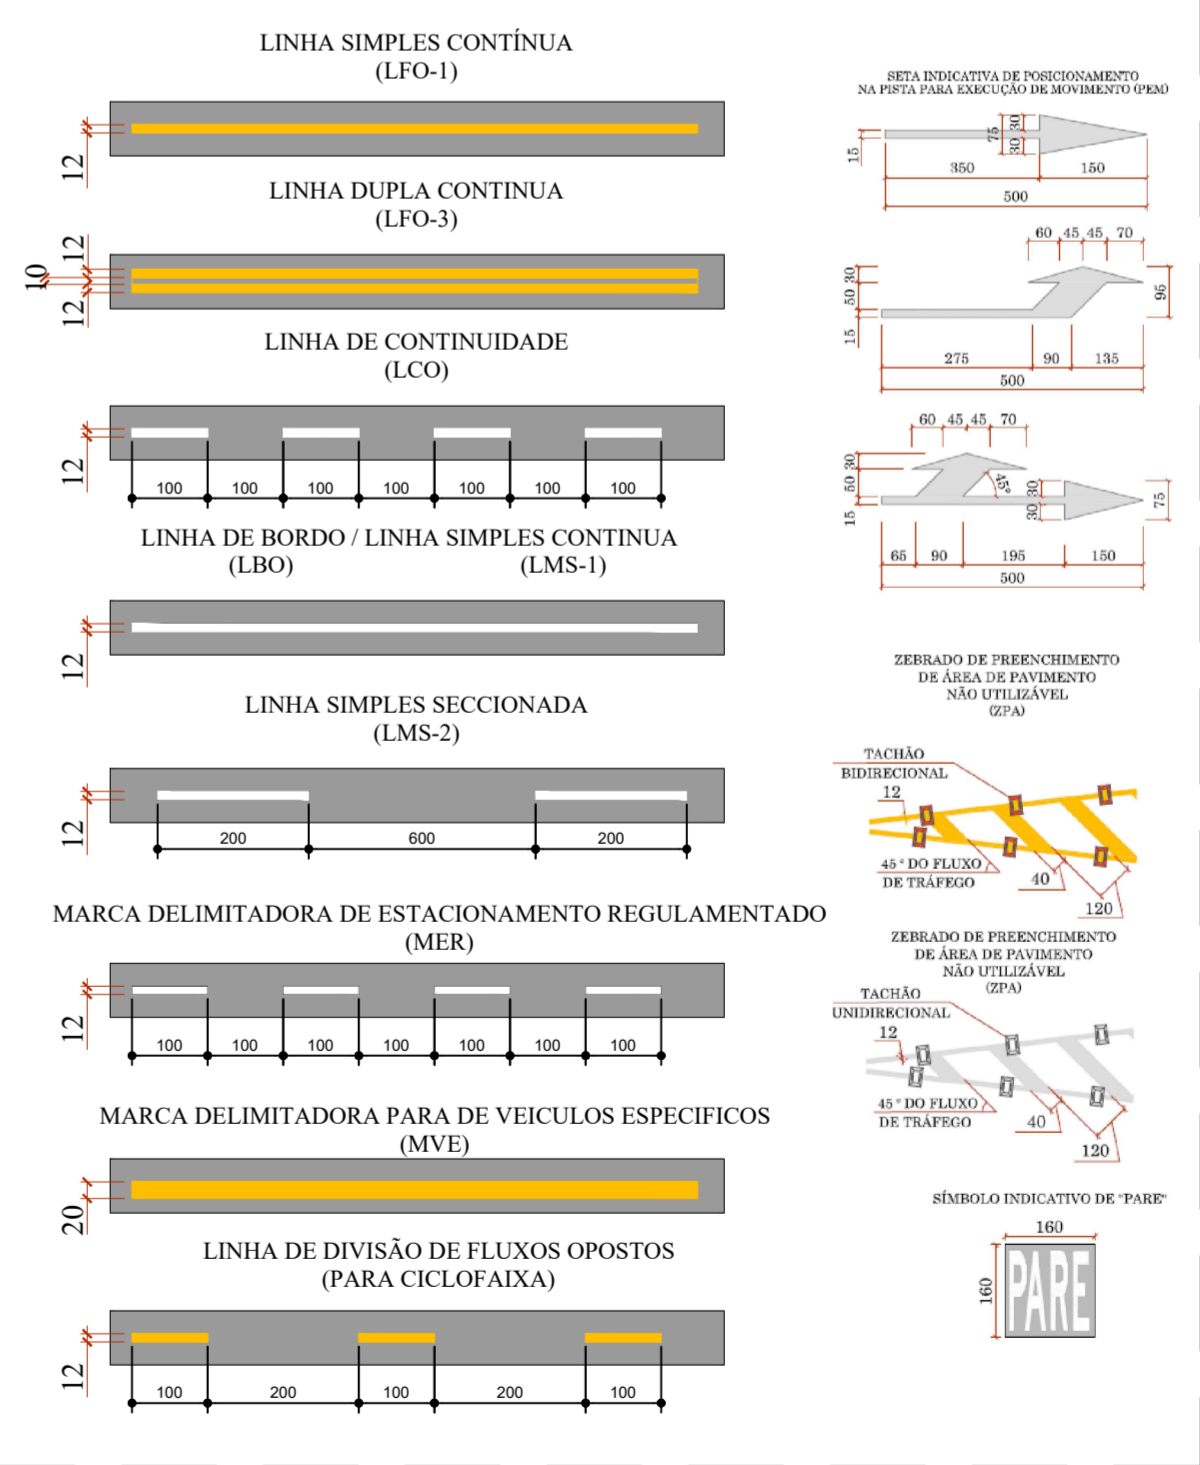 LINHA SIMPLES CONTÍNUA
(LFO-1)
12
LINHA DUPLA CONTINUA
(LFO-3)
12
10
12
LINHA DE CONTINUIDADE
(LCO)
12
100 100 100 100 100 100 100
LINHA DE BORDO / LINHA SIMPLES CONTINUA
(LBO) (LMS-1)
12
LINHA SIMPLES SECCIONADA
(LMS-2)
12
200 600 200
MARCA DELIMITADORA DE ESTACIONAMENTO REGULAMENTADO
(MER)
12
100 100 100 100 100 100 100
MARCA DELIMITADORA PARA DE VEICULOS ESPECIFICOS
(MVE)
20
LINHA DE DIVISÃO DE FLUXOS OPOSTOS
(PARA CICLOFAIXA)
12
100 200 100 200 100
SETA INDICATIVA DE POSICIONAMENTO
NA PISTA PARA EXECUÇÃO DE MOVIMENTO (PEM)
15
75
30
30
350 150
500
60 45 45 70
30
50
15
95
275 90 135
500
60 45 45 70
30
50
15
45°
30
30
75
65 90 195 150
500
ZEBRADO DE PREENCHIMENTO
DE ÁREA DE PAVIMENTO
NÃO UTILIZÁVEL
(ZPA)
TACHÃO
BIDIRECIONAL
12
45° DO FLUXO
DE TRÁFEGO
40
120
ZEBRADO DE PREENCHIMENTO
DE ÁREA DE PAVIMENTO
NÃO UTILIZÁVEL
(ZPA)
TACHÃO
UNIDIRECIONAL
12
45° DO FLUXO
DE TRÁFEGO
40
120
SÍMBOLO INDICATIVO DE "PARE"
160
160
PARE